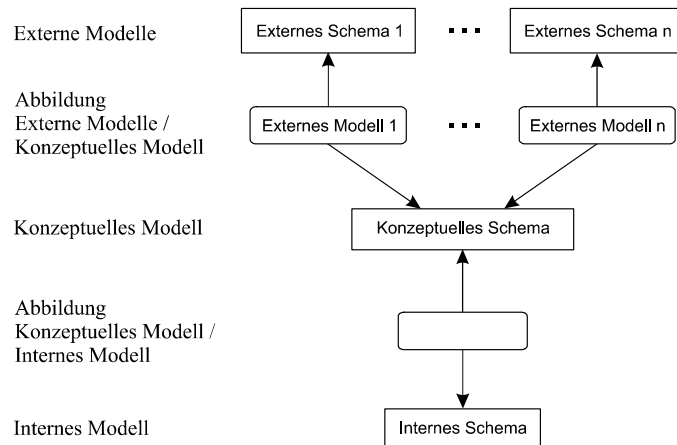 Externe Modelle
Externes Schema 1
Externes Schema n
Abbildung
Externe Modelle /
Konzeptuelles Modell
Externes Modell 1
Externes Modell n
Konzeptuelles Modell
Konzeptuelles Schema
Abbildung
Konzeptuelles Modell /
Internes Modell
Internes Modell
Internes Schema